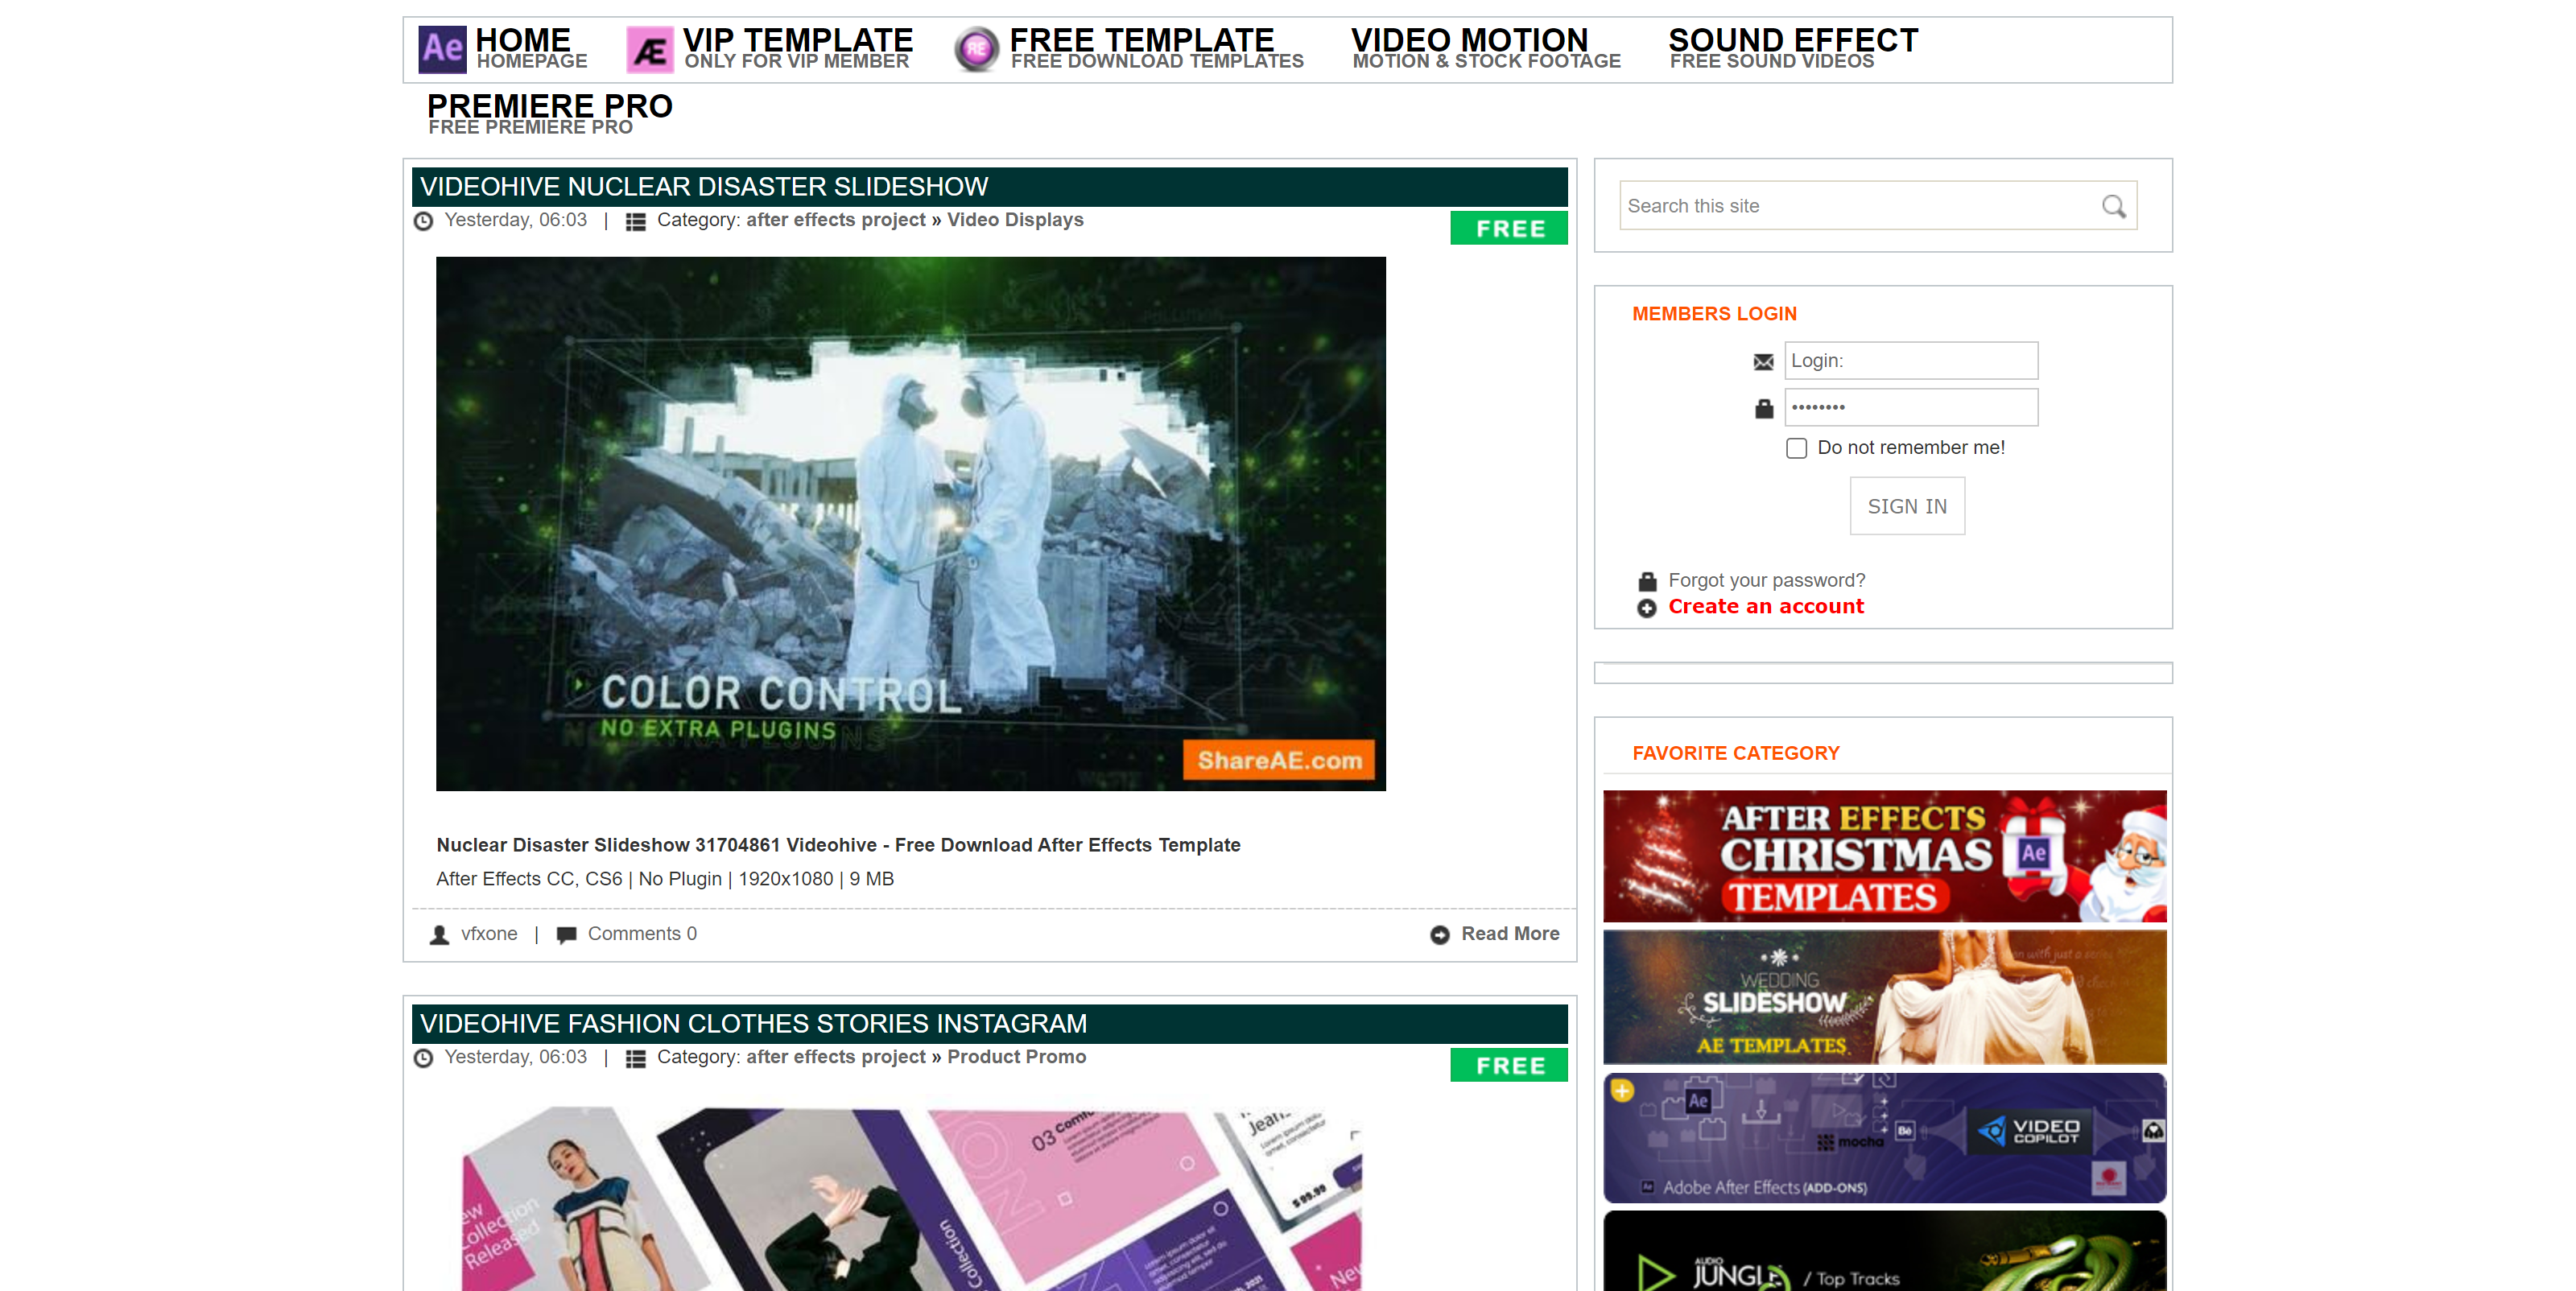 Ae HOME
HOMEPAGE
Æ VIP TEMPLATE
ONLY FOR VIP MEMBER
RE FREE TEMPLATE
FREE DOWNLOAD TEMPLATES
VIDEO MOTION
MOTION & STOCK FOOTAGE
SOUND EFFECT
FREE SOUND VIDEOS
PREMIERE PRO
FREE PREMIERE PRO
VIDEOHIVE NUCLEAR DISASTER SLIDESHOW
Yesterday, 06:03 | Category: after effects project » Video Displays
FREE
COLOR CONTROL
NO EXTRA PLUGINS
ShareAE.com
Nuclear Disaster Slideshow 31704861 Videohive - Free Download After Effects Template
After Effects CC, CS6 | No Plugin | 1920x1080 | 9 MB
vfxone | Comments 0
Read More
VIDEOHIVE FASHION CLOTHES STORIES INSTAGRAM
Yesterday, 06:03 | Category: after effects project » Product Promo
FREE
Collection
Released
03
$99.99
Collection
Search this site
MEMBERS LOGIN
Login:
••••••••
Do not remember me!
SIGN IN
Forgot your password?
Create an account
FAVORITE CATEGORY
AFTER EFFECTS
CHRISTMAS
TEMPLATES
Ae
WEDDING
SLIDESHOW
AE TEMPLATES
Ae
mocha
Bē
VIDEO
COPILOT
Adobe After Effects (ADD-ONS)
AUDIO
JUNGLE / Top Tracks